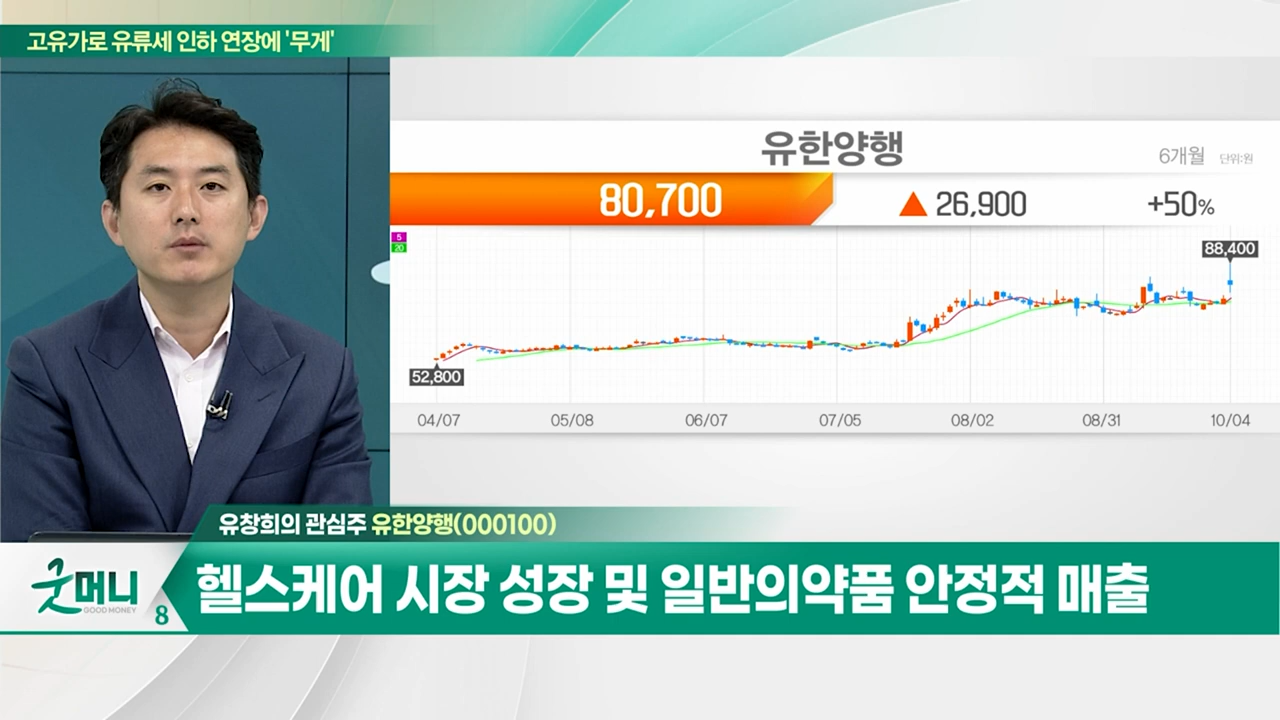 고유가로 유류세 인하 연장에 '무게'
유한양행
6개월 단위:원
80,700 ▲ 26,900 +50%
5
20
88,400
52,800
04/07 05/08 06/07 07/05 08/02 08/31 10/04
유창희의 관심주 유한양행(000100)
헬스케어 시장 성장 및 일반의약품 안정적 매출
굿머니
GOOD MONEY
8